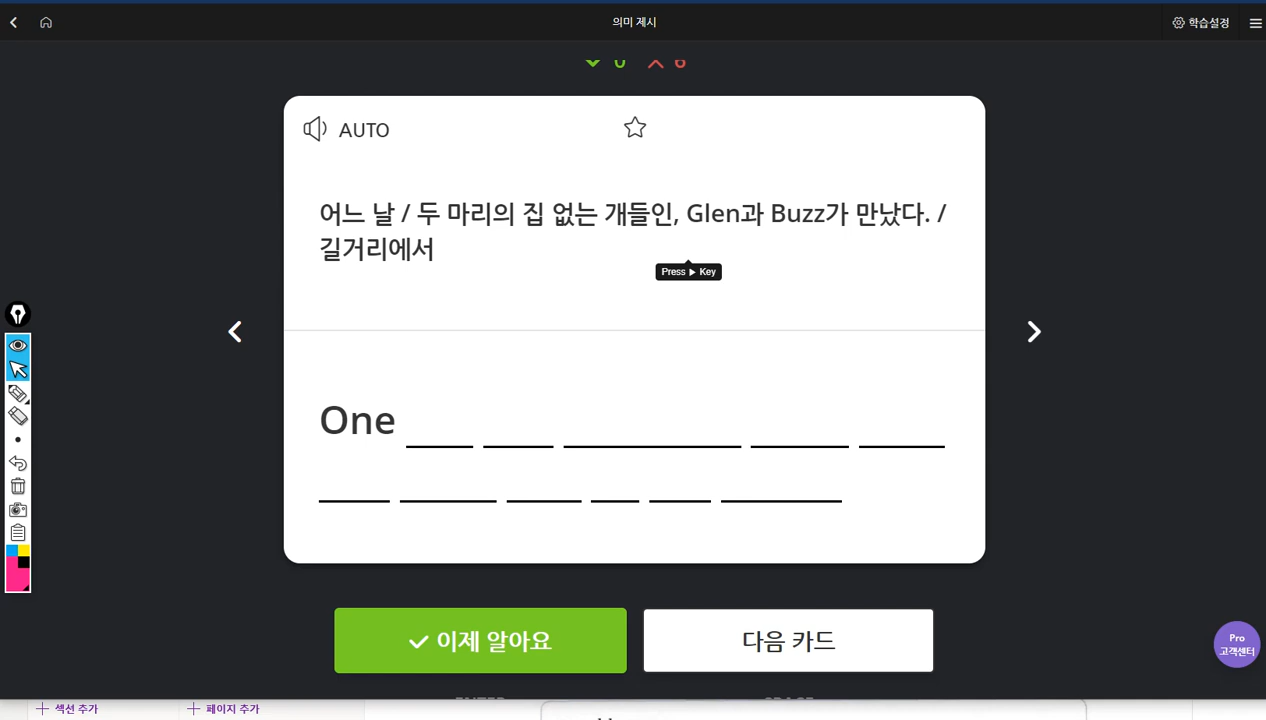 의미 제시
학습설정
AUTO
어느 날 / 두 마리의 집 없는 개들인, Glen과 Buzz가 만났다. /
길거리에서
Press ▶ Key
One
이제 알아요
다음 카드
Pro
고객센터
섹션 추가
페이지 추가